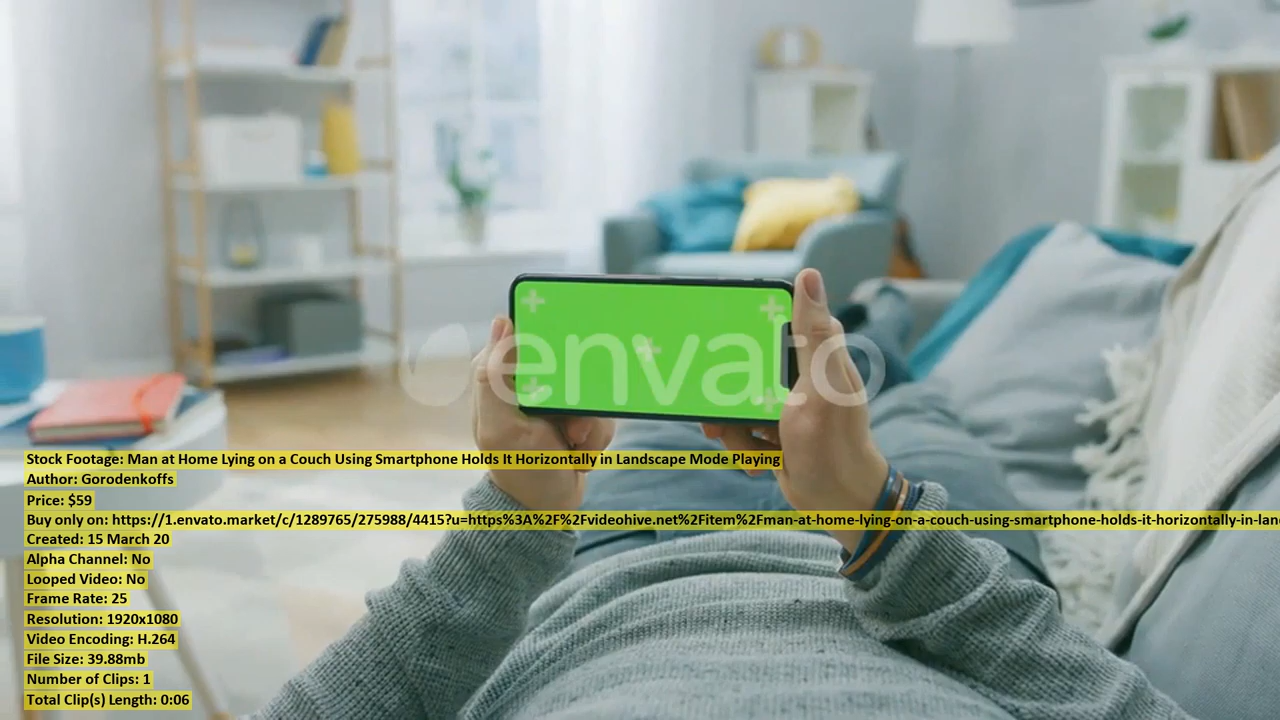 envato
Stock Footage: Man at Home Lying on a Couch Using Smartphone Holds It Horizontally in Landscape Mode Playing
Author: Gorodenkoffs
Price: $59
Buy only on: https://1.envato.market/c/1289765/275988/4415?u=https%3A%2F%2Fvideohive.net%2Fitem%2Fman-at-home-lying-on-a-couch-using-smartphone-holds-it-horizontally-in-lan
Created: 15 March 20
Alpha Channel: No
Looped Video: No
Frame Rate: 25
Resolution: 1920x1080
Video Encoding: H.264
File Size: 39.88mb
Number of Clips: 1
Total Clip(s) Length: 0:06